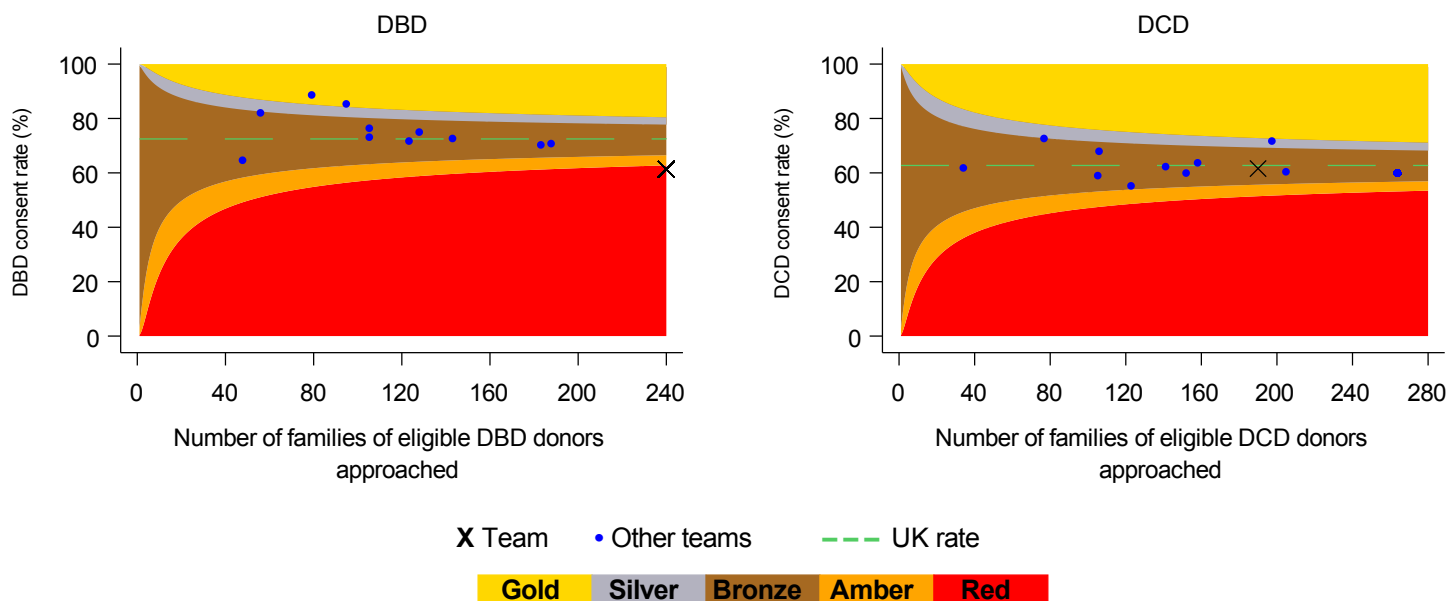 DBD
DBD consent rate (%)
100
80
60
40
20
0
0 40 80 120 160 200 240
Number of families of eligible DBD donors
approached
DCD
DCD consent rate (%)
100
80
60
40
20
0
0 40 80 120 160 200 240 280
Number of families of eligible DCD donors
approached
X Team Other teams UK rate
Gold Silver Bronze Amber Red